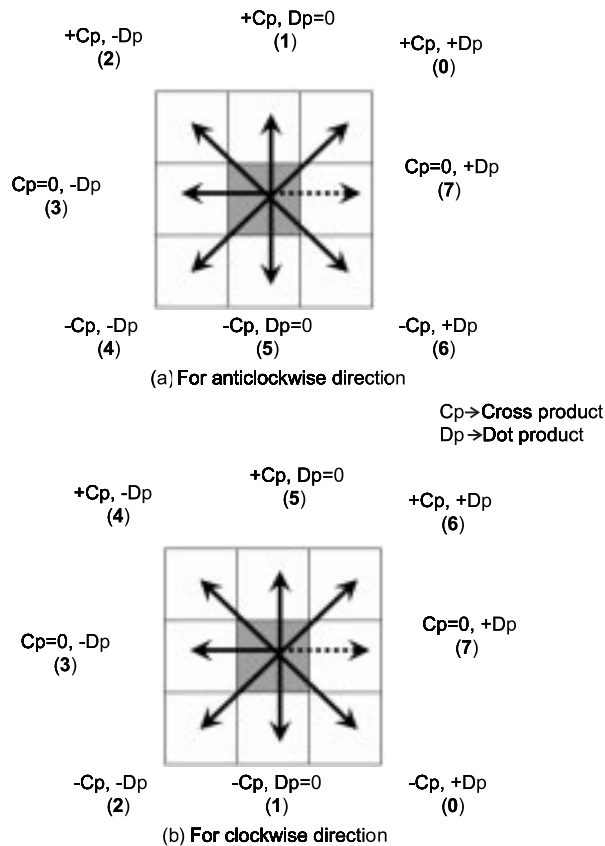 +Cp, Dp=0
(1)
+Cp, -Dp
(2)
+Cp, +Dp
(0)
Cp=0, -Dp
(3)
Cp=0, +Dp
(7)
-Cp, -Dp
(4)
-Cp, Dp=0
(5)
-Cp, +Dp
(6)
(a) For anticlockwise direction
Cp→Cross product
Dp→Dot product
+Cp, -Dp
(4)
+Cp, Dp=0
(5)
+Cp, +Dp
(6)
Cp=0, -Dp
(3)
Cp=0, +Dp
(7)
-Cp, -Dp
(2)
-Cp, Dp=0
(1)
-Cp, +Dp
(0)
(b) For clockwise direction